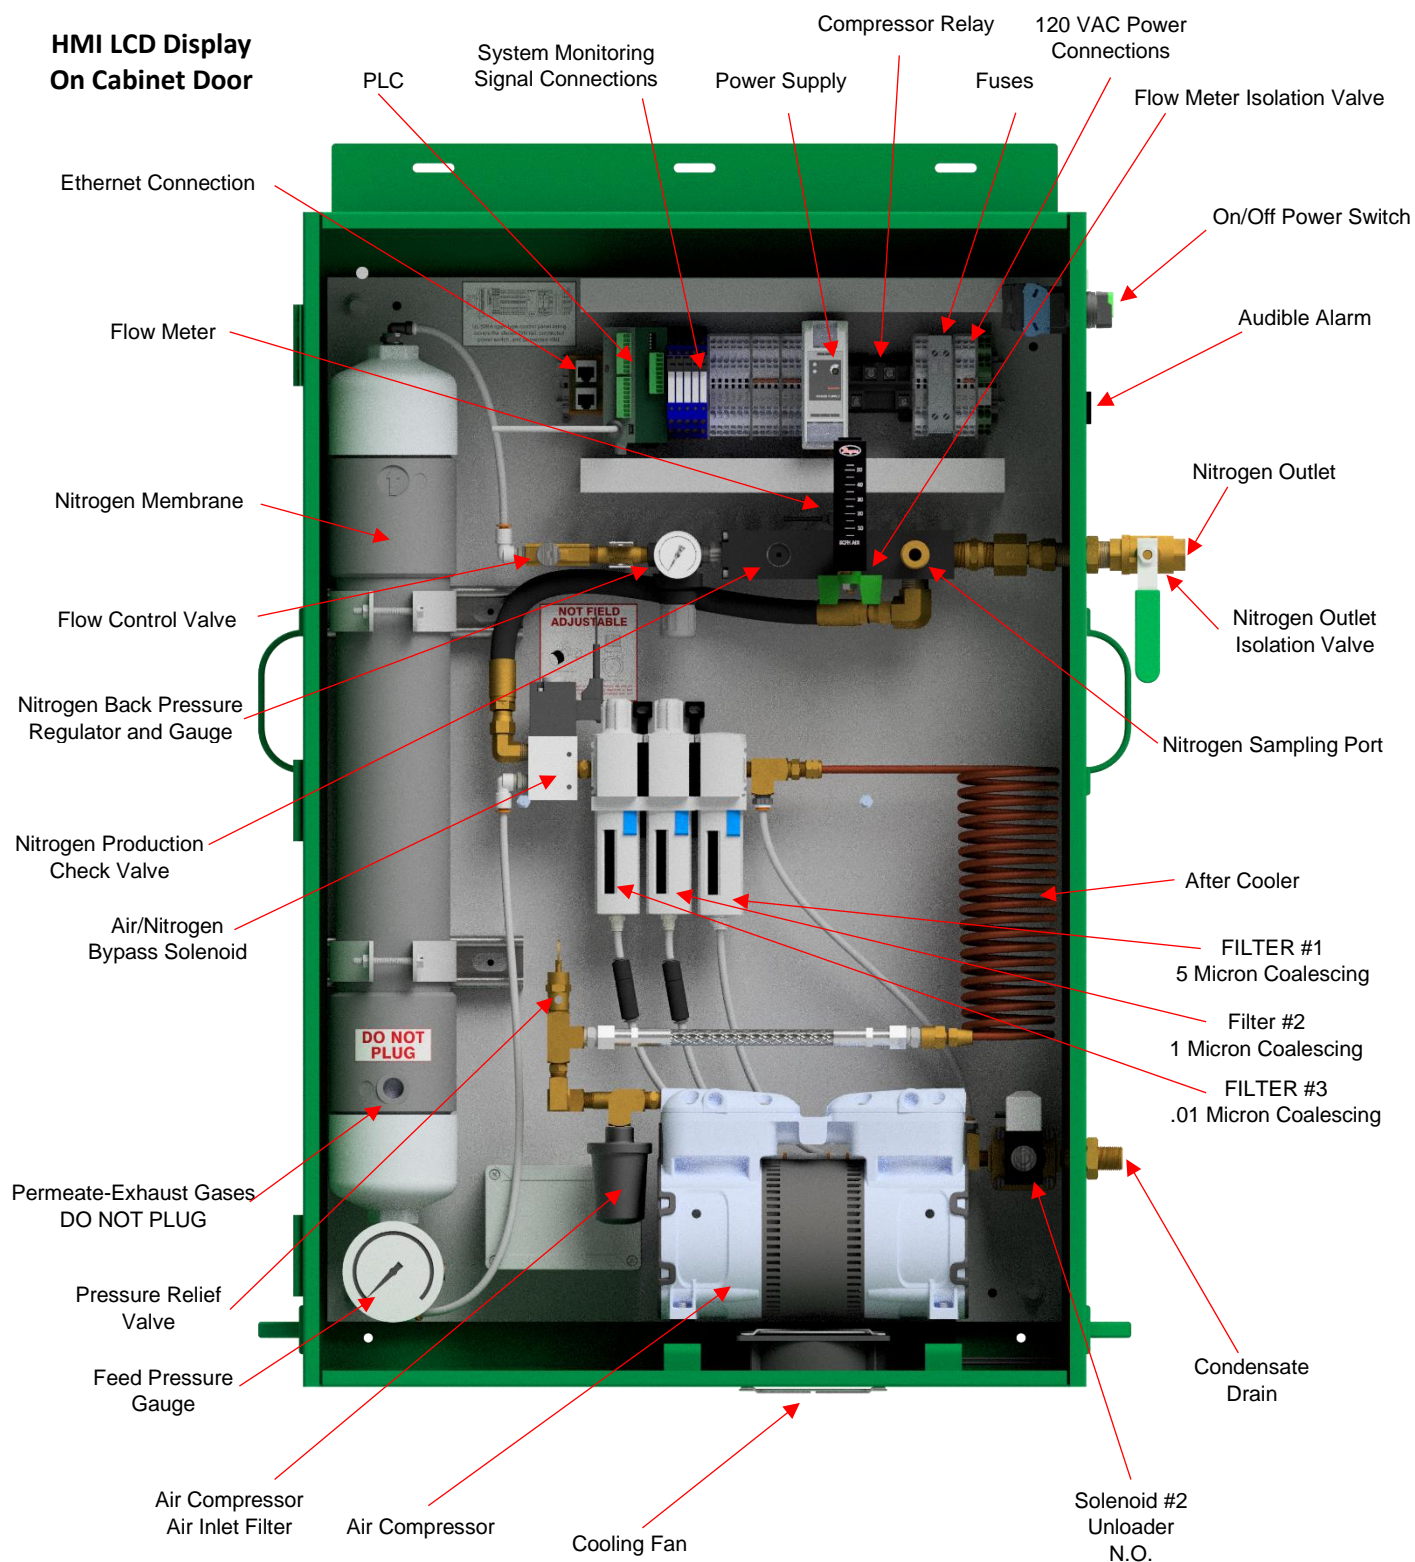 HMI LCD Display
On Cabinet Door
PLC
System Monitoring
Signal Connections
Power Supply
Compressor Relay
Fuses
120 VAC Power
Connections
Flow Meter Isolation Valve
Ethernet Connection
On/Off Power Switch
Flow Meter
Audible Alarm
Nitrogen Membrane
Nitrogen Outlet
Flow Control Valve
NOT FIELD
ADJUSTABLE
Nitrogen Outlet
Isolation Valve
Nitrogen Back Pressure
Regulator and Gauge
Nitrogen Sampling Port
Nitrogen Production
Check Valve
After Cooler
Air/Nitrogen
Bypass Solenoid
FILTER #1
5 Micron Coalescing
Filter #2
1 Micron Coalescing
DO NOT
PLUG
FILTER #3
.01 Micron Coalescing
Permeate-Exhaust Gases
DO NOT PLUG
Pressure Relief
Valve
Feed Pressure
Gauge
Condensate
Drain
Air Compressor
Air Inlet Filter
Air Compressor
Cooling Fan
Solenoid #2
Unloader
N.O.